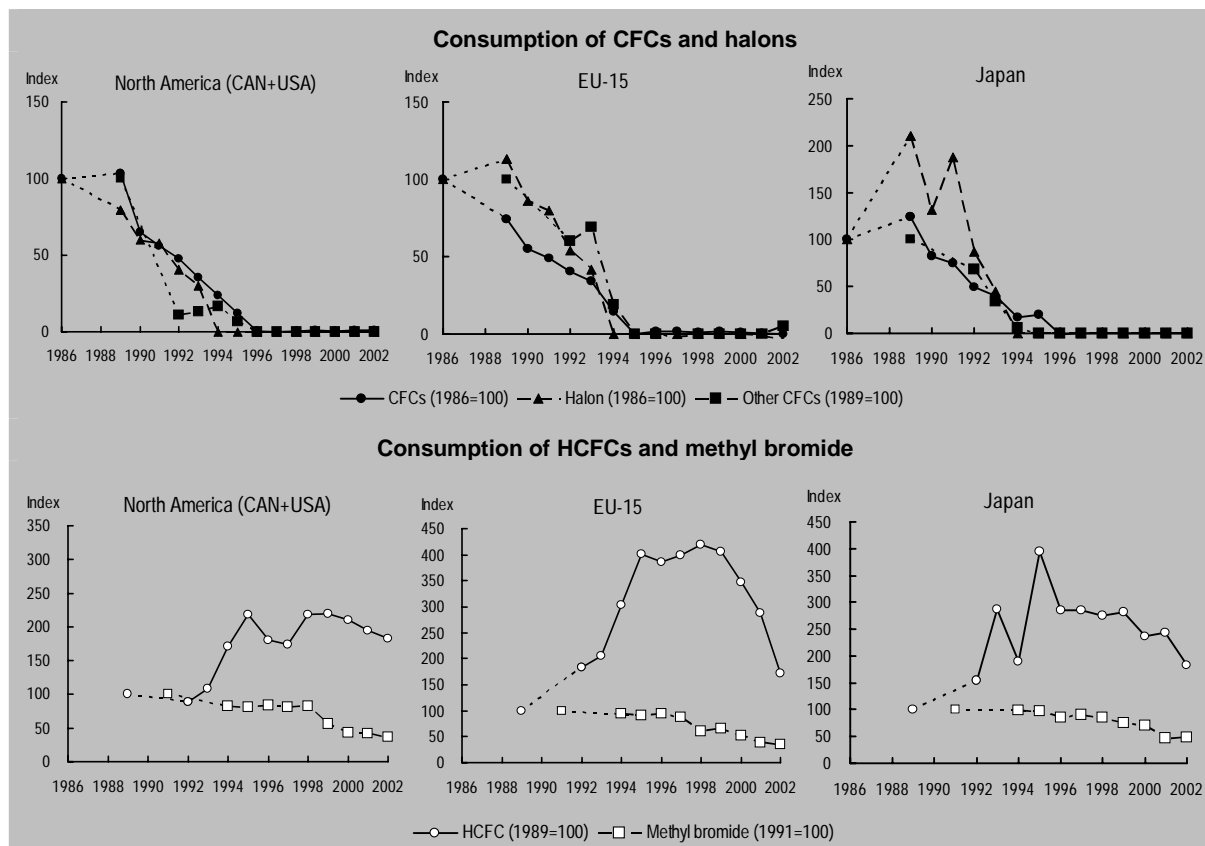 Consumption of CFCs and halons
Index
North America (CAN+USA)
150
100
50
0
1986 1988 1990 1992 1994 1996 1998 2000 2002
Index
EU-15
150
100
50
0
1986 1988 1990 1992 1994 1996 1998 2000 2002
Index
Japan
250
200
150
100
50
0
1986 1988 1990 1992 1994 1996 1998 2000 2002
CFCs (1986=100) Halon (1986=100) Other CFCs (1989=100)
Consumption of HCFCs and methyl bromide
Index
North America (CAN+USA)
350
300
250
200
150
100
50
0
1986 1988 1990 1992 1994 1996 1998 2000 2002
Index
EU-15
450
400
350
300
250
200
150
100
50
0
1986 1988 1990 1992 1994 1996 1998 2000 2002
Index
Japan
450
400
350
300
250
200
150
100
50
0
1986 1988 1990 1992 1994 1996 1998 2000 2002
HCFC (1989=100) Methyl bromide (1991=100)